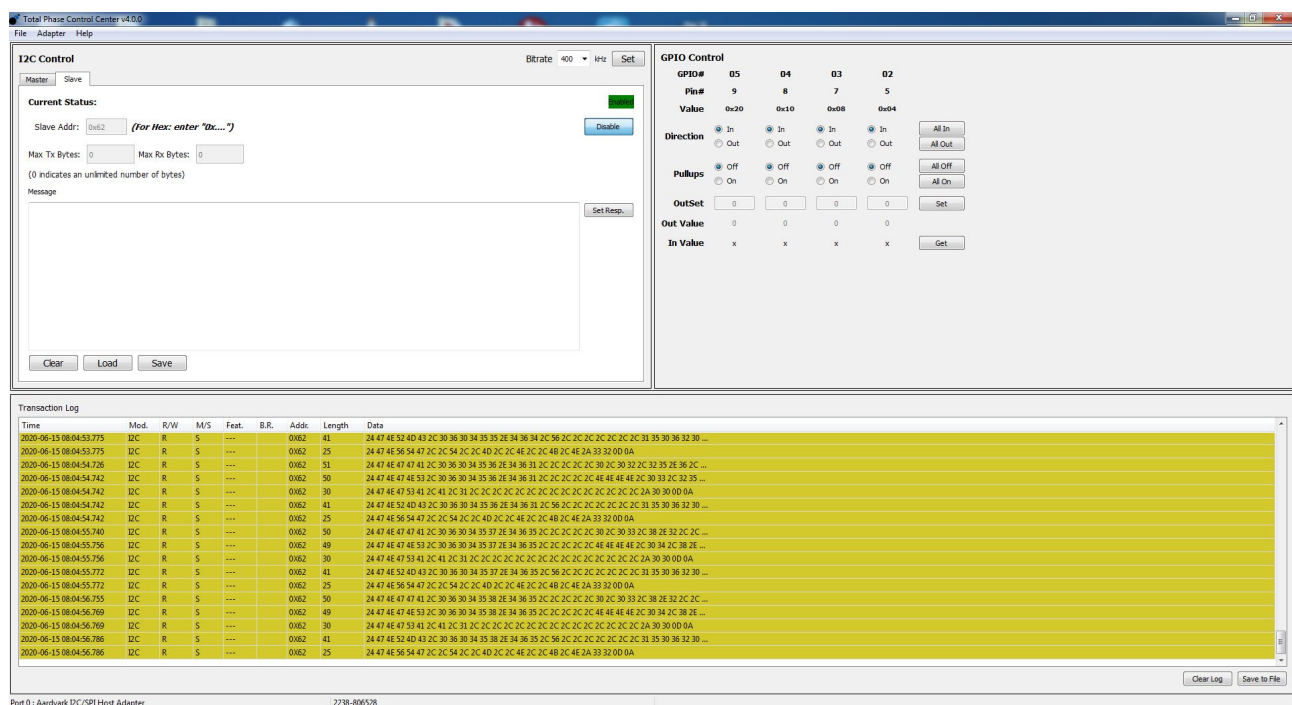 Total Phase Control Center v4.0.0
File Adapter Help
I2C Control
Bitrate 400 kHz Set
Master Slave
Current Status:
Enabled
Slave Addr: 0x62 (For Hex: enter "0x....") Disable
Max Tx Bytes: 0 Max Rx Bytes: 0
(0 indicates an unlimited number of bytes)
Message
Set Resp.
Clear Load Save
GPIO Control
GPIO# 05 04 03 02
Pin# 9 8 7 5
Value 0x20 0x10 0x08 0x04
Direction In In In In All In
Out Out Out Out All Out
Pullups Off Off Off Off All Off
On On On On All On
OutSet 0 0 0 0 Set
Out Value 0 0 0 0
In Value x x x x Get
Transaction Log
Time Mod. R/W M/S Feat. B.R. Addr. Length Data
2020-06-15 08:04:53.775 I2C R S --- 0X62 41 24 47 4E 52 4D 43 2C 30 36 30 34 35 35 2E 34 36 34 2C 56 2C 2C 2C 2C 2C 2C 2C 31 35 30 36 32 30 ...
2020-06-15 08:04:53.775 I2C R S --- 0X62 25 24 47 4E 56 54 47 2C 2C 54 2C 2C 4D 2C 2C 4E 2C 2C 4B 2C 4E 2A 33 32 0D 0A
2020-06-15 08:04:54.726 I2C R S --- 0X62 51 24 47 4E 47 47 41 2C 30 36 30 34 35 36 2E 34 36 31 2C 2C 2C 2C 2C 30 2C 30 32 2C 32 35 2E 36 2C ...
2020-06-15 08:04:54.742 I2C R S --- 0X62 50 24 47 4E 47 4E 53 2C 30 36 30 34 35 36 2E 34 36 31 2C 2C 2C 2C 2C 4E 4E 4E 4E 2C 30 33 2C 32 35 ...
2020-06-15 08:04:54.742 I2C R S --- 0X62 30 24 47 4E 47 53 41 2C 41 2C 31 2C 2C 2C 2C 2C 2C 2C 2C 2C 2C 2C 2C 2C 2C 2C 2A 30 30 0D 0A
2020-06-15 08:04:54.742 I2C R S --- 0X62 41 24 47 4E 52 4D 43 2C 30 36 30 34 35 36 2E 34 36 31 2C 56 2C 2C 2C 2C 2C 2C 2C 31 35 30 36 32 30 ...
2020-06-15 08:04:54.742 I2C R S --- 0X62 25 24 47 4E 56 54 47 2C 2C 54 2C 2C 4D 2C 2C 4E 2C 2C 4B 2C 4E 2A 33 32 0D 0A
2020-06-15 08:04:55.740 I2C R S --- 0X62 50 24 47 4E 47 47 41 2C 30 36 30 34 35 37 2E 34 36 35 2C 2C 2C 2C 2C 30 2C 30 33 2C 38 2E 32 2C 2C ...
2020-06-15 08:04:55.756 I2C R S --- 0X62 49 24 47 4E 47 4E 53 2C 30 36 30 34 35 37 2E 34 36 35 2C 2C 2C 2C 2C 4E 4E 4E 4E 2C 30 34 2C 38 2E ...
2020-06-15 08:04:55.756 I2C R S --- 0X62 30 24 47 4E 47 53 41 2C 41 2C 31 2C 2C 2C 2C 2C 2C 2C 2C 2C 2C 2C 2C 2C 2C 2C 2A 30 30 0D 0A
2020-06-15 08:04:55.772 I2C R S --- 0X62 41 24 47 4E 52 4D 43 2C 30 36 30 34 35 37 2E 34 36 35 2C 56 2C 2C 2C 2C 2C 2C 2C 31 35 30 36 32 30 ...
2020-06-15 08:04:55.772 I2C R S --- 0X62 25 24 47 4E 56 54 47 2C 2C 54 2C 2C 4D 2C 2C 4E 2C 2C 4B 2C 4E 2A 33 32 0D 0A
2020-06-15 08:04:56.755 I2C R S --- 0X62 50 24 47 4E 47 47 41 2C 30 36 30 34 35 38 2E 34 36 35 2C 2C 2C 2C 2C 30 2C 30 33 2C 38 2E 32 2C 2C ...
2020-06-15 08:04:56.769 I2C R S --- 0X62 49 24 47 4E 47 4E 53 2C 30 36 30 34 35 38 2E 34 36 35 2C 2C 2C 2C 2C 4E 4E 4E 4E 2C 30 34 2C 38 2E ...
2020-06-15 08:04:56.769 I2C R S --- 0X62 30 24 47 4E 47 53 41 2C 41 2C 31 2C 2C 2C 2C 2C 2C 2C 2C 2C 2C 2C 2C 2C 2C 2C 2A 30 30 0D 0A
2020-06-15 08:04:56.786 I2C R S --- 0X62 41 24 47 4E 52 4D 43 2C 30 36 30 34 35 38 2E 34 36 35 2C 56 2C 2C 2C 2C 2C 2C 2C 31 35 30 36 32 30 ...
2020-06-15 08:04:56.786 I2C R S --- 0X62 25 24 47 4E 56 54 47 2C 2C 54 2C 2C 4D 2C 2C 4E 2C 2C 4B 2C 4E 2A 33 32 0D 0A
Clear Log Save to File
Port 0 : Aardvark I2C/SPI Host Adapter 2238-806528